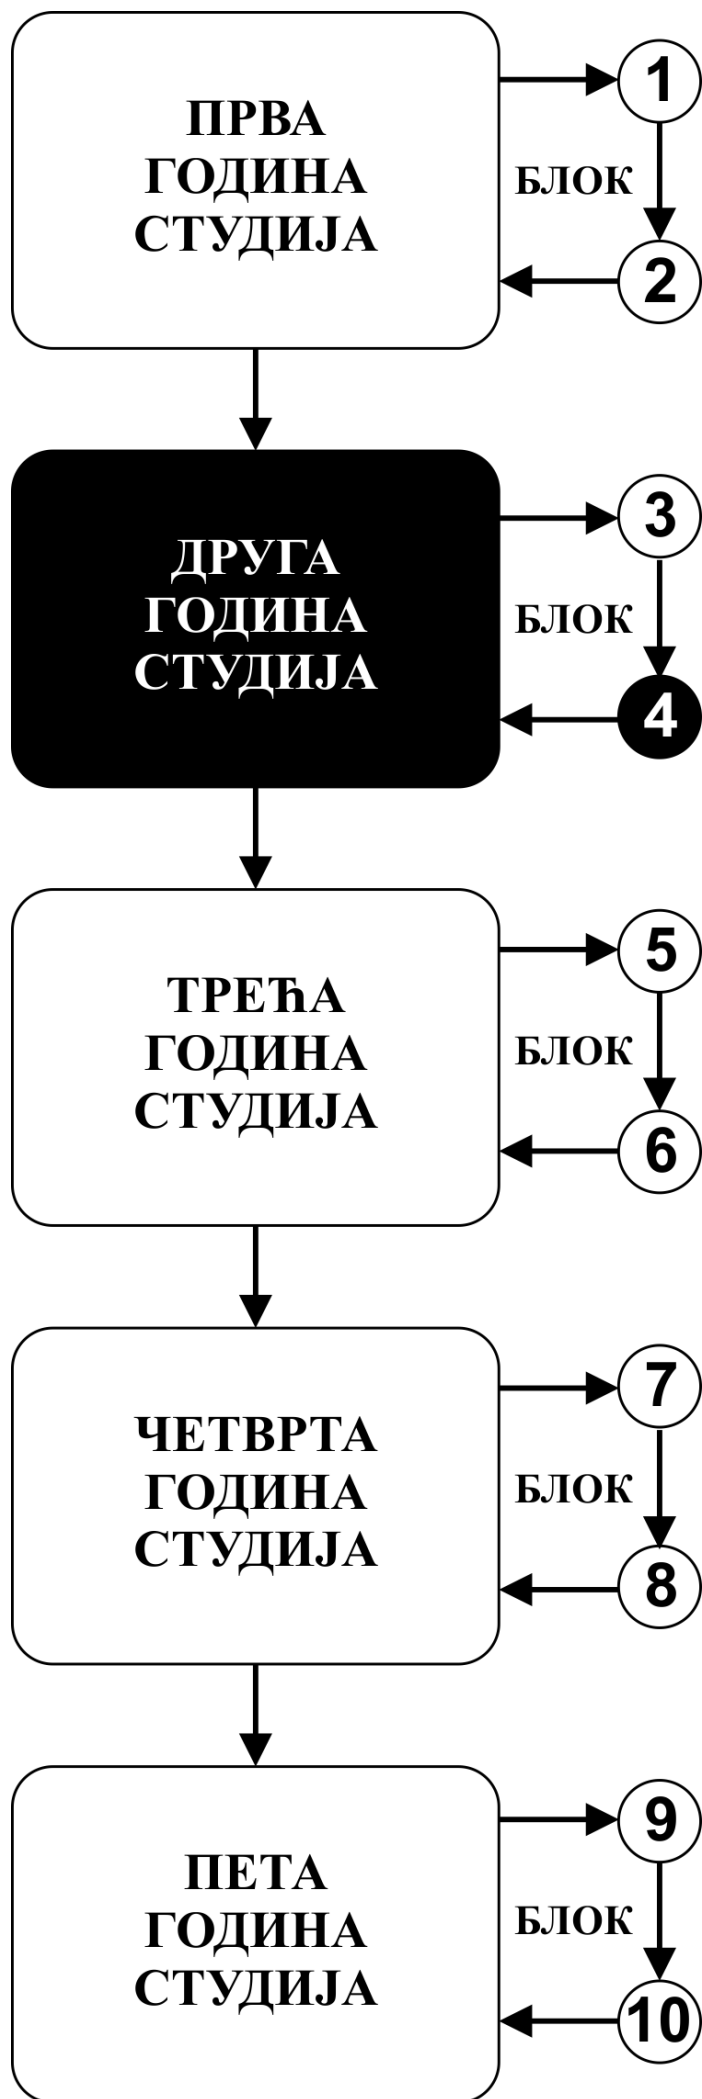 ПРВА
ГОДИНА
СТУДИЈА
1
БЛОК
2
ДРУГА
ГОДИНА
СТУДИЈА
3
БЛОК
4
ТРЕЋА
ГОДИНА
СТУДИЈА
5
БЛОК
6
ЧЕТВРТА
ГОДИНА
СТУДИЈА
7
БЛОК
8
ПЕТА
ГОДИНА
СТУДИЈА
9
БЛОК
10